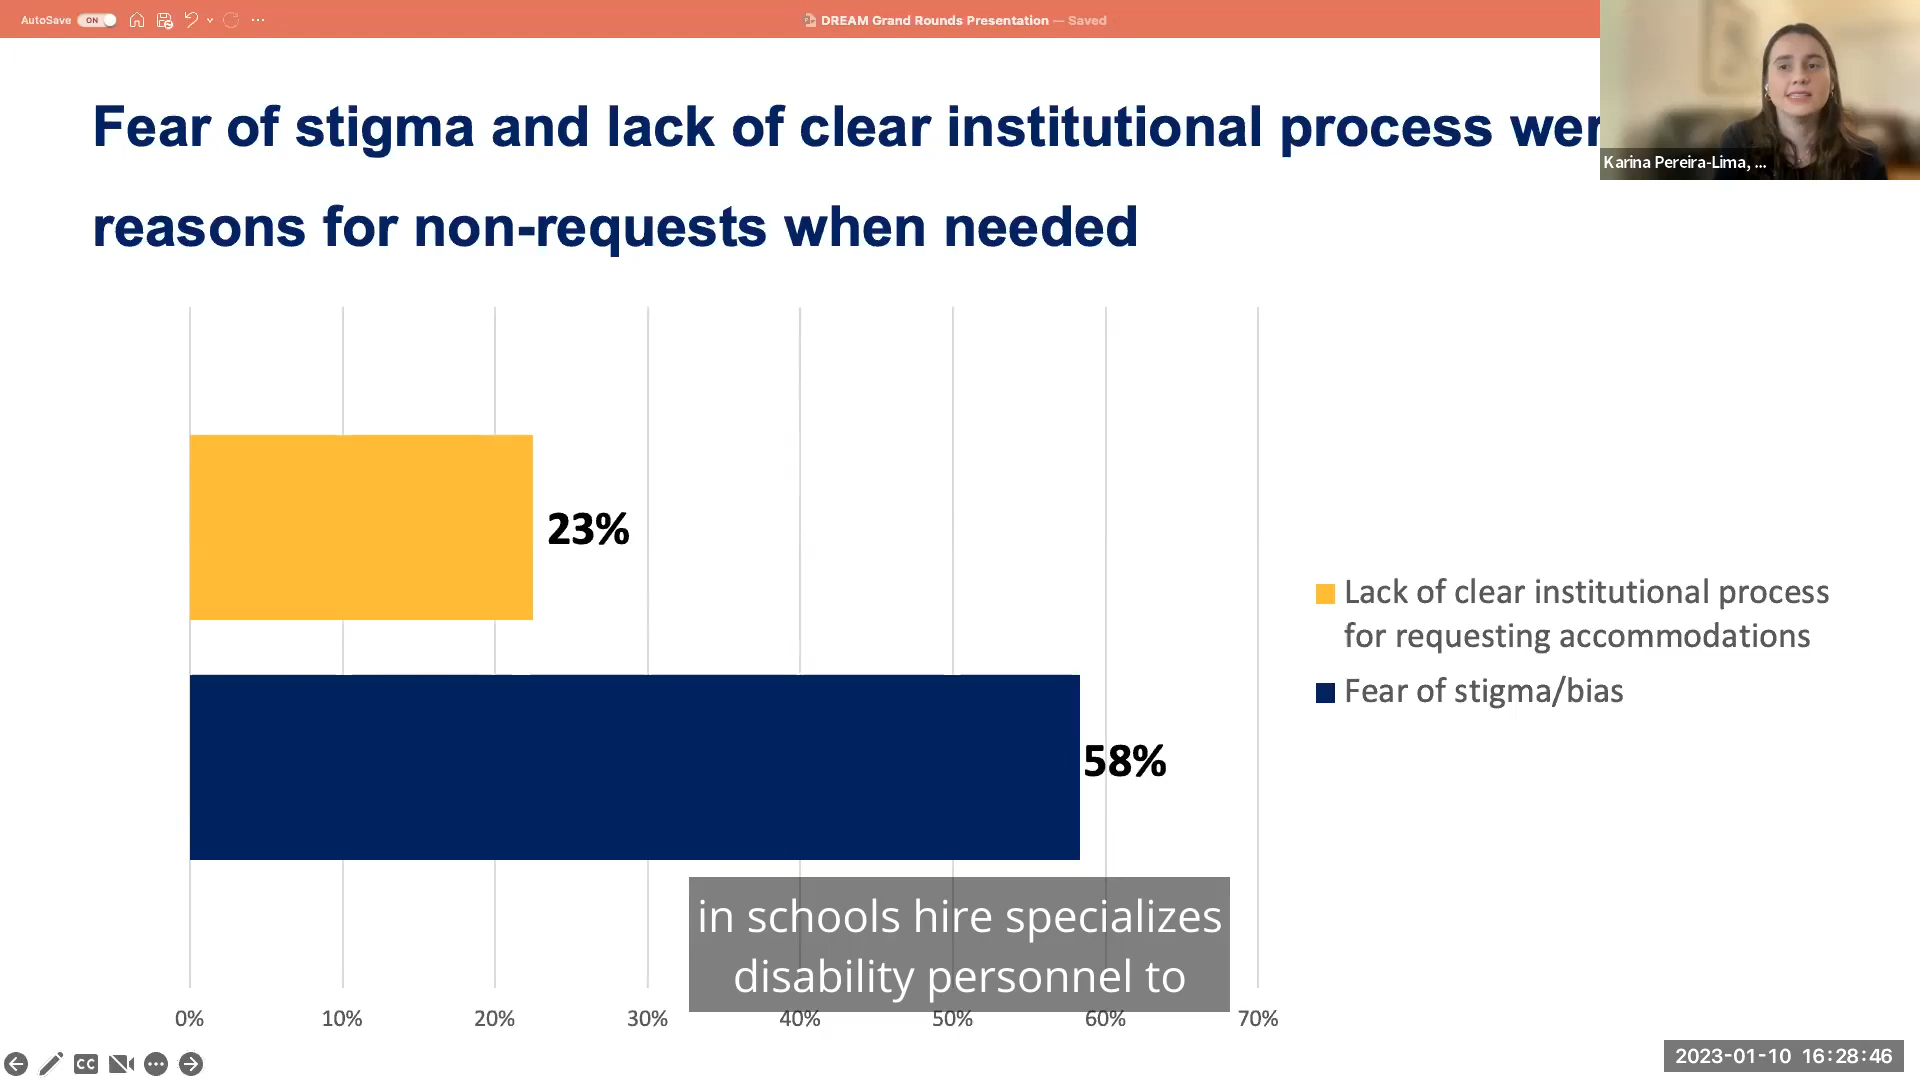 AutoSave ON DREAM Grand Rounds Presentation — Saved
Fear of stigma and lack of clear institutional process wer
reasons for non-requests when needed
Karina Pereira-Lima, ...
23%
58%
Lack of clear institutional process
for requesting accommodations
Fear of stigma/bias
in schools hire specializes
disability personnel to
0% 10% 20% 30% 40% 50% 60% 70%
CC
2023-01-10 16:28:46